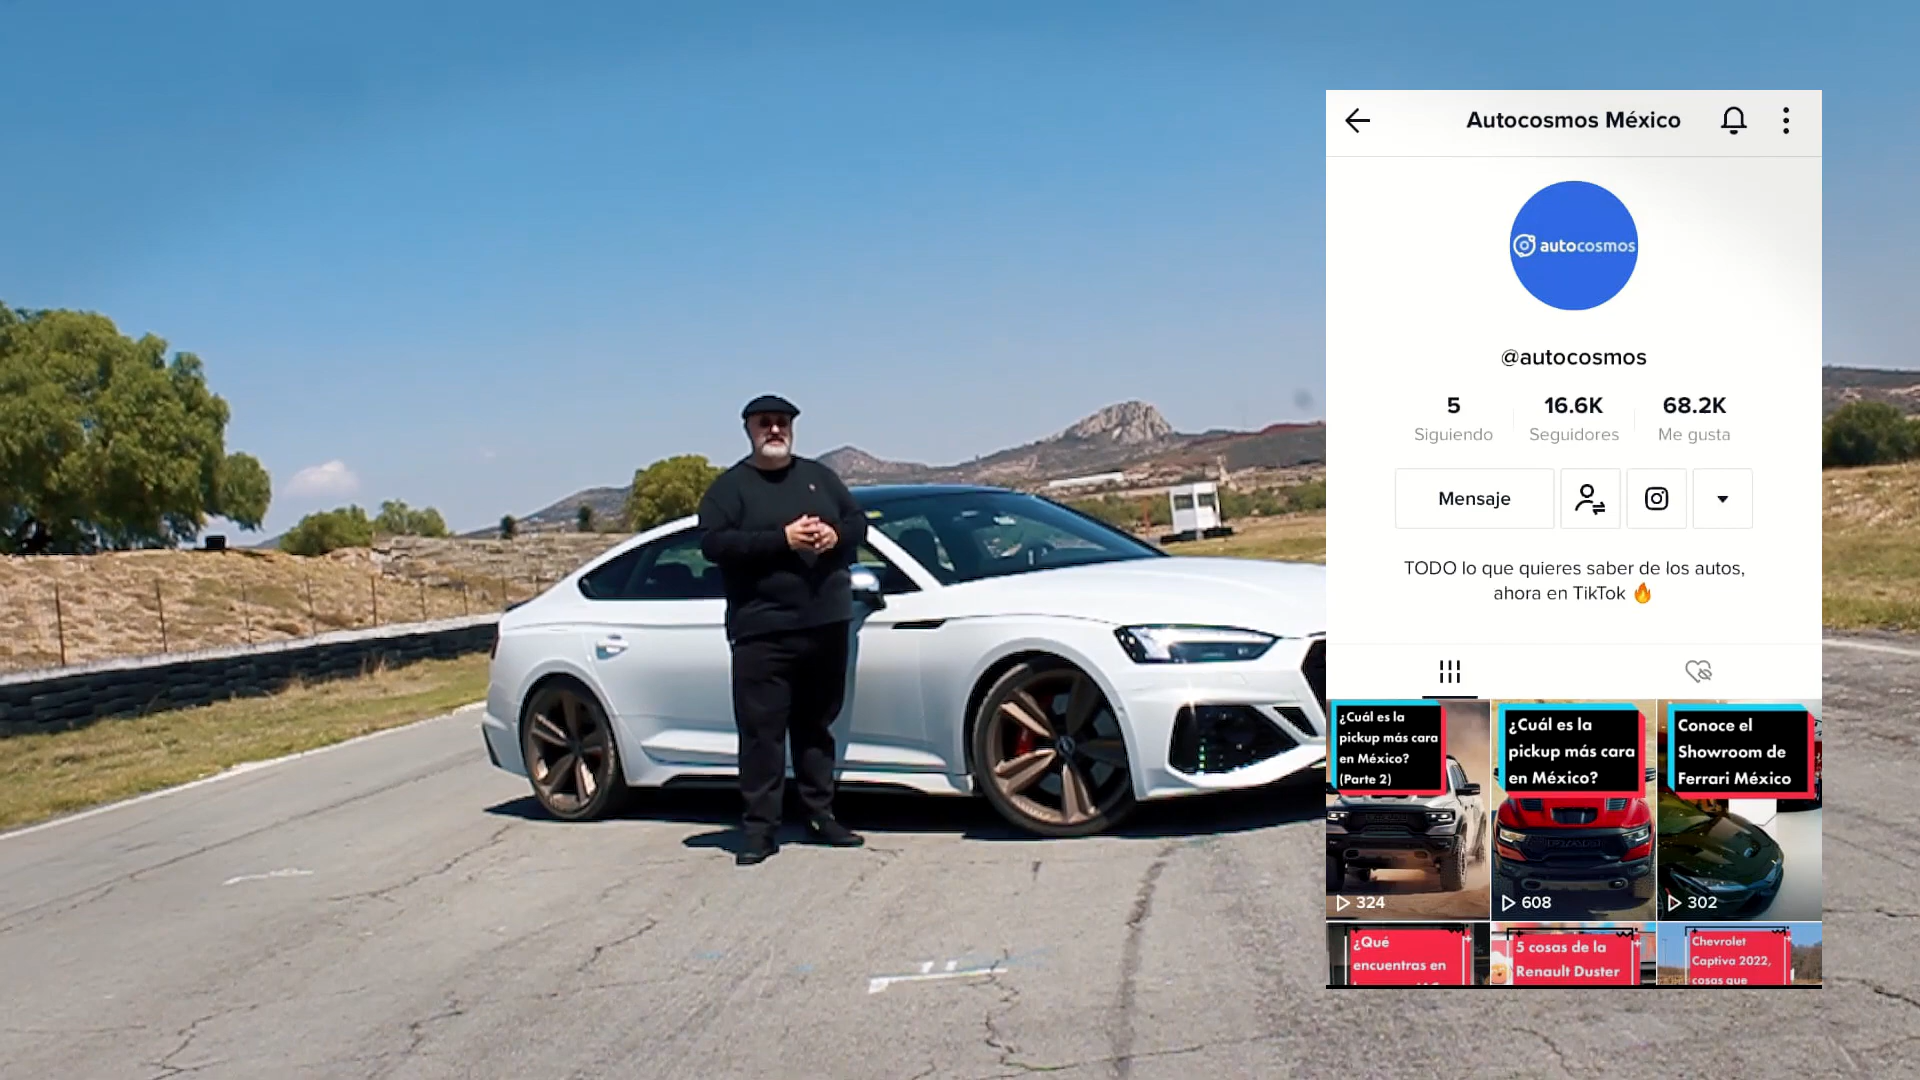 Autocosmos México
autocosmos
@autocosmos
5
16.6K
68.2K
Siguiendo
Seguidores
Me gusta
Mensaje
TODO lo que quieres saber de los autos,
ahora en TikTok 🔥
¿Cuál es la
pickup más cara
en México?
(Parte 2)
324
¿Cuál es la
pickup más cara
en México?
RAM
608
Conoce el
Showroom de
Ferrari México
302
¿Qué
encuentras en
5 cosas de la
Renault Duster
Chevrolet
Captiva 2022,
cosas que